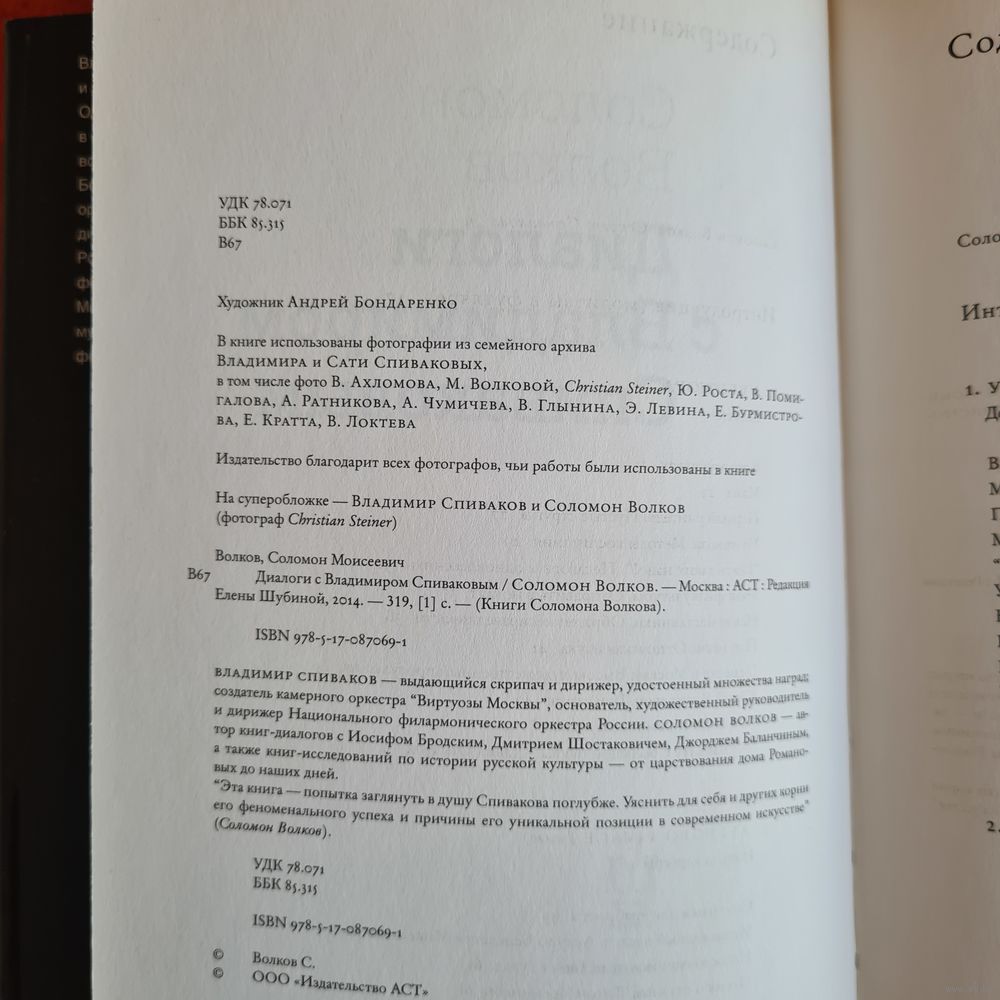 УДК 78.071
ББК 85.315
В67
Художник АНДРЕЙ БОНДАРЕНКО
В книге использованы фотографии из семейного архива
ВЛАДИМИРА И САТИ СПИВАКОВЫХ,
в том числе фото В. АХЛОМОВА, М. ВОЛКОВОЙ, Christian Steiner, Ю. РОСТА, В. ПОМИ-
ГАЛОВА, А. РАТНИКОВА, А. ЧУМИЧЕВА, В. ГЛЫНИНА, Э. ЛЕВИНА, Е. БУРМИСТРО-
ВА, Е. КРАТТА, В. ЛОКТЕВА
Издательство благодарит всех фотографов, чьи работы были использованы в книге
На суперобложке — ВЛАДИМИР СПИВАКОВ И СОЛОМОН ВОЛКОВ
(фотограф Christian Steiner)
Волков, Соломон Моисеевич
В67 Диалоги с Владимиром Спиваковым / СОЛОМОН ВОЛКОВ. — Москва : АСТ : Редакция
Елены Шубиной, 2014. — 319, [1] с. — (Книги Соломона Волкова).
ISBN 978-5-17-087069-1
ВЛАДИМИР СПИВАКОВ — выдающийся скрипач и дирижер, удостоенный множества наград;
создатель камерного оркестра “Виртуозы Москвы”, основатель, художественный руководитель
и дирижер Национального филармонического оркестра России. СОЛОМОН ВОЛКОВ — ав-
тор книг-диалогов с Иосифом Бродским, Дмитрием Шостаковичем, Джорджем Баланчиным,
а также книг-исследований по истории русской культуры — от царствования дома Романо-
вых до наших дней.
“Эта книга — попытка заглянуть в душу Спивакова поглубже. Уяснить для себя и других корни
его феноменального успеха и причины его уникальной позиции в современном искусстве”
(Соломон Волков).
УДК 78.071
ББК 85.315
ISBN 978-5-17-087069-1
© Волков С.
© ООО «Издательство АСТ»
1.
2.